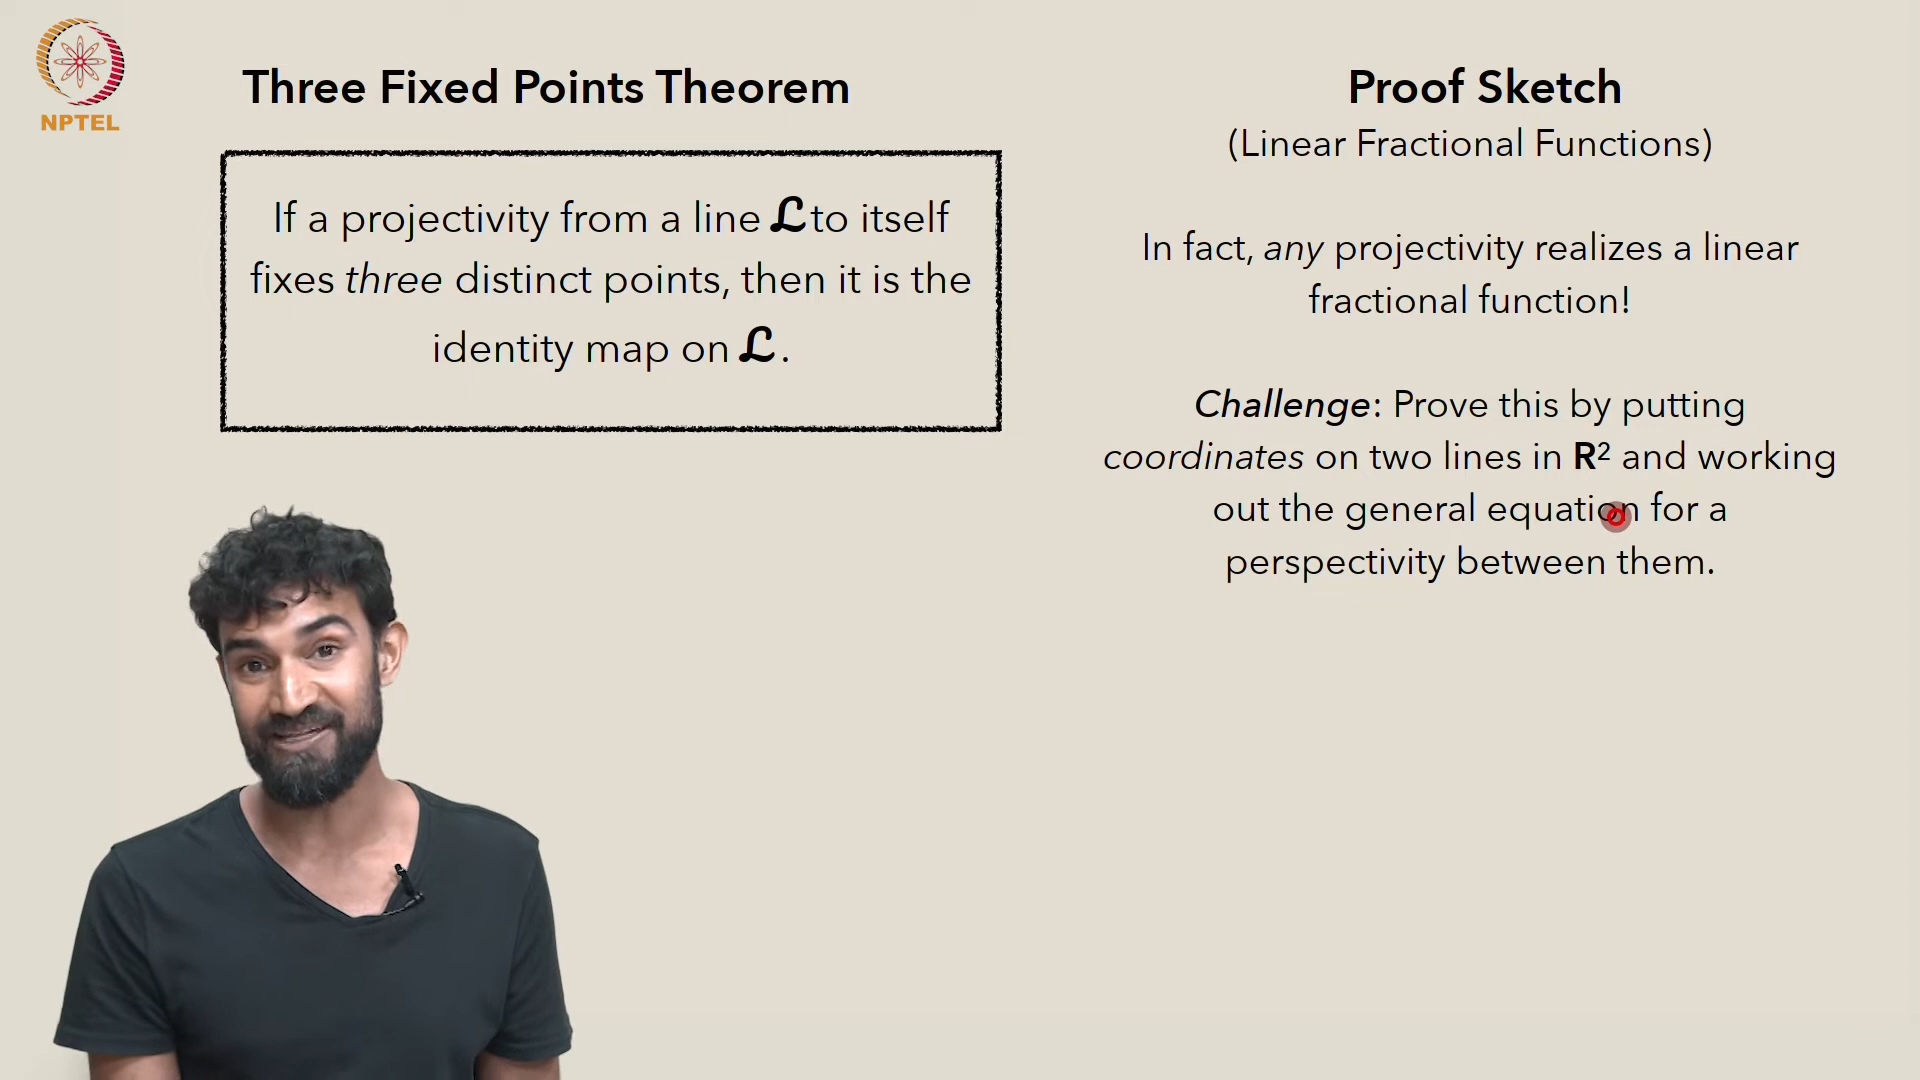 NPTEL
Three Fixed Points Theorem
If a projectivity from a line ℒ to itself
fixes three distinct points, then it is the
identity map on ℒ.
Proof Sketch
(Linear Fractional Functions)
In fact, any projectivity realizes a linear
fractional function!
Challenge: Prove this by putting
coordinates on two lines in R² and working
out the general equation for a
perspectivity between them.